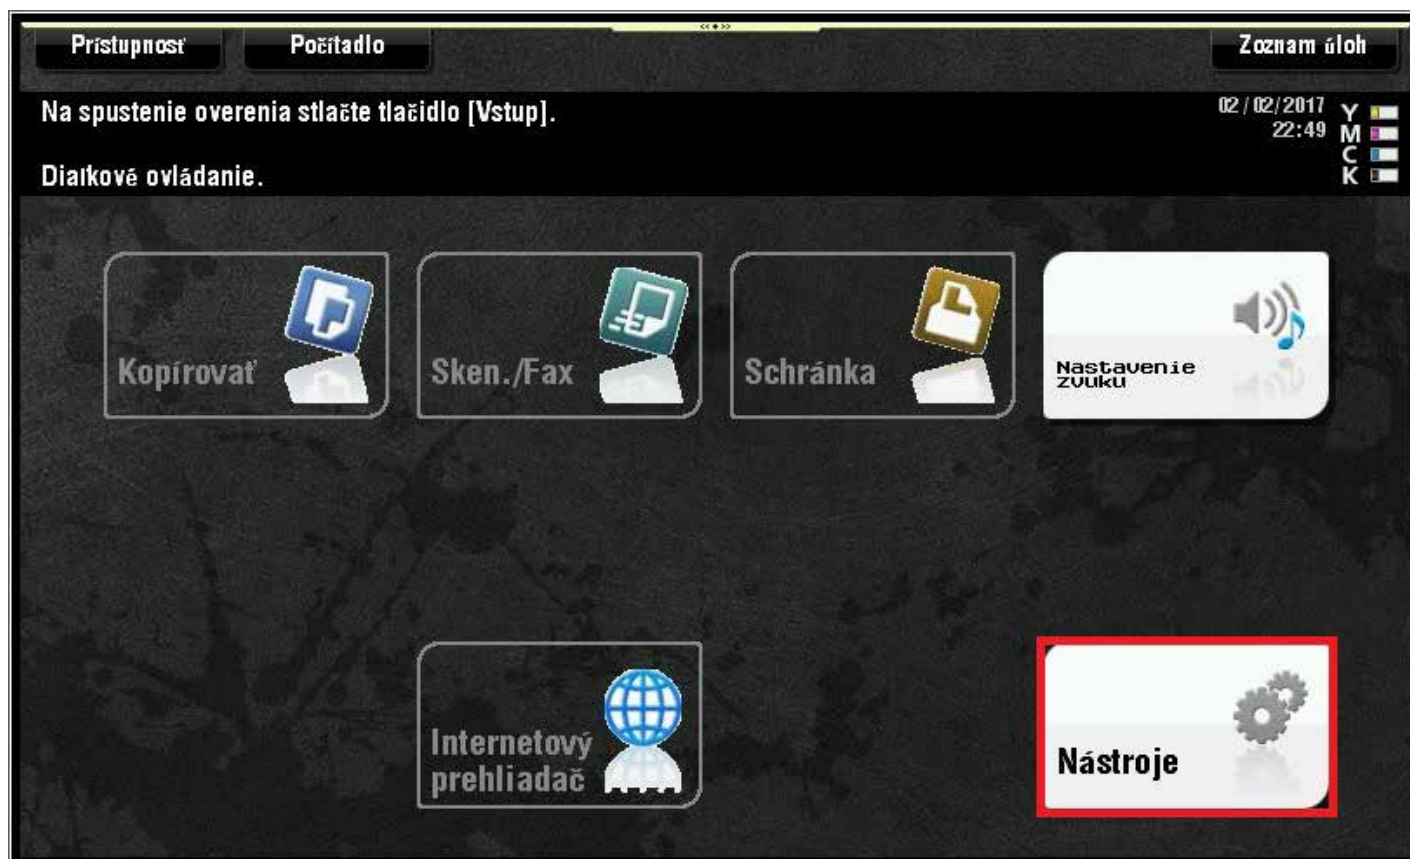 Prístupnosť
Počítadlo
Zoznam úloh
Na spustenie overenia stlačte tlačidlo [Vstup].
02/02/2017
22:49
Y
M
C
K
Diaľkové ovládanie.
Kopírovať
Sken./Fax
Schránka
Nastavenie
zvuku
Internetový
prehliadač
Nástroje